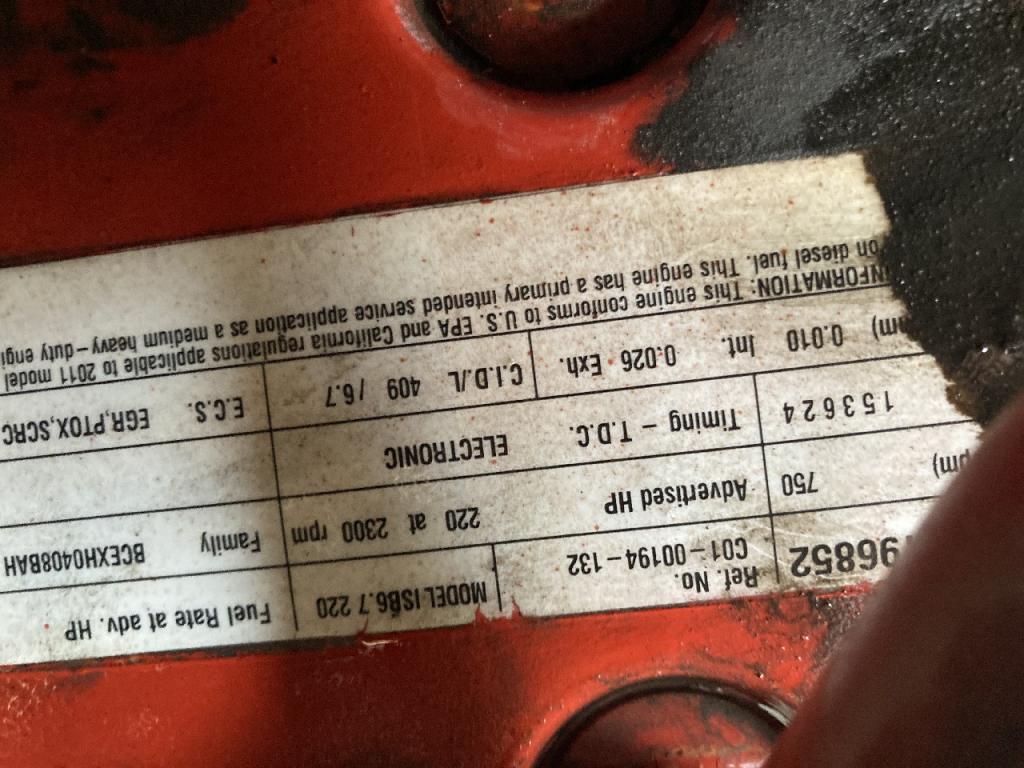 96852 Ref. No. MODEL ISB6.7 220 Fuel Rate at adv. HP
C01-00194-132
750 Advertised HP 220 at 2300 rpm Family BCEXH0408BAH
1 5 3 6 2 4 Timing – T.D.C. ELECTRONIC
0.010 Int. 0.026 Exh. C.I.D./L 409 / 6.7 E.C.S. EGR,PTOX,SCRC
INFORMATION: This engine conforms to U.S. EPA and California regulations applicable to 2011 model
on diesel fuel. This engine has a primary intended service application as a medium heavy-duty engi